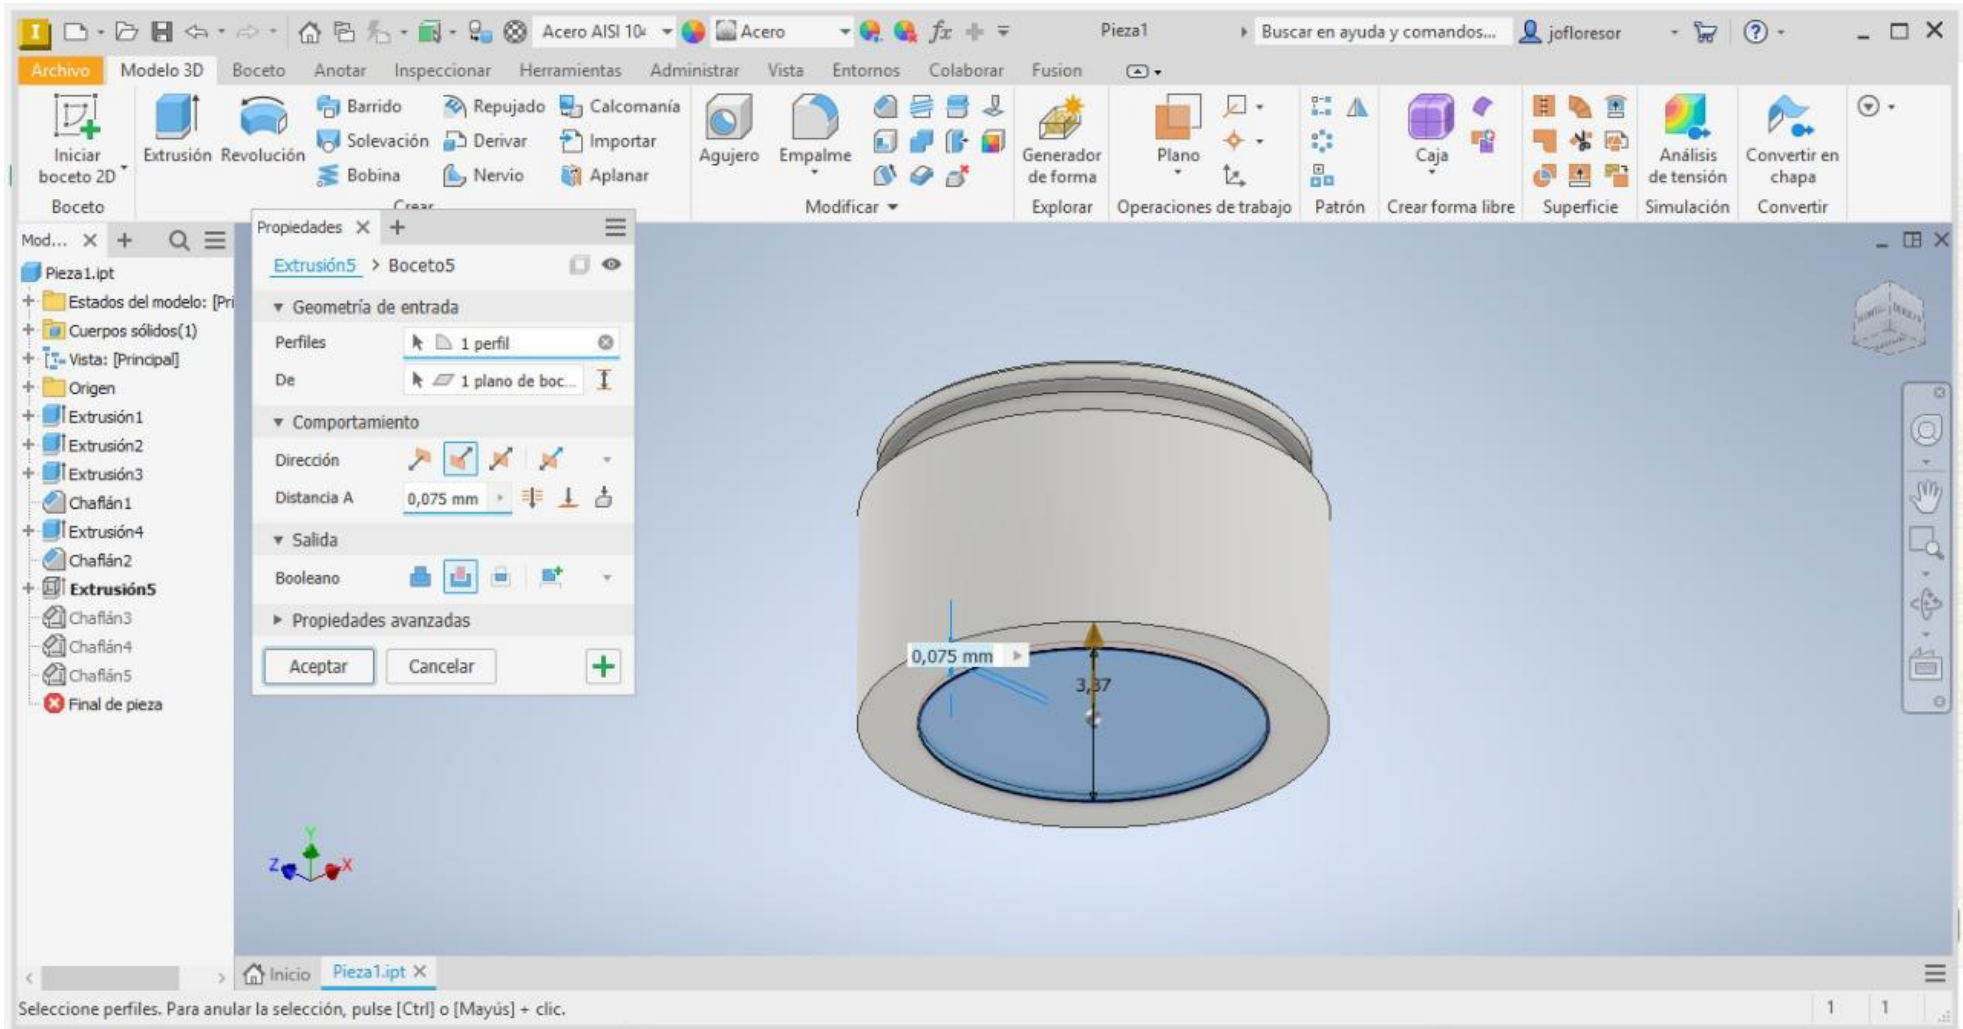 I Acero AISI 10 Acero fx Pieza1 Buscar en ayuda y comandos... jofloresor
Archivo Modelo 3D Boceto Anotar Inspeccionar Herramientas Administrar Vista Entornos Colaborar Fusion
Iniciar boceto 2D
Extrusión
Revolución
Barrido
Solevación
Bobina
Repujado
Derivar
Nervio
Calcomanía
Importar
Aplanar
Agujero
Empalme
Generador de forma
Plano
Caja
Análisis de tensión
Convertir en chapa
Boceto Crear Modificar Explorar Operaciones de trabajo Patrón Crear forma libre Superficie Simulación Convertir
Mod...
Pieza1.ipt
Estados del modelo: [Pri
Cuerpos sólidos(1)
Vista: [Principal]
Origen
Extrusión1
Extrusión2
Extrusión3
Chaflán1
Extrusión4
Chaflán2
Extrusión5
Chaflán3
Chaflán4
Chaflán5
Final de pieza
Propiedades
Extrusión5 > Boceto5
Geometría de entrada
Perfiles 1 perfil
De 1 plano de boc...
Comportamiento
Dirección
Distancia A 0,075 mm
Salida
Booleano
Propiedades avanzadas
Aceptar Cancelar
0,075 mm
3,37
Y
Z X
Inicio Pieza1.ipt
Seleccione perfiles. Para anular la selección, pulse [Ctrl] o [Mayús] + clic. 1 1